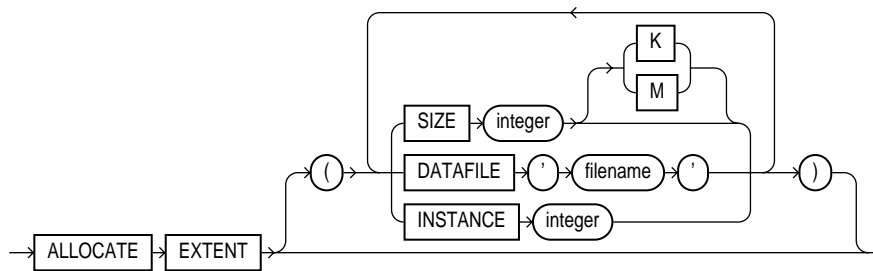 K
M
SIZE integer
( DATAFILE ’ filename ’ )
INSTANCE integer
ALLOCATE EXTENT